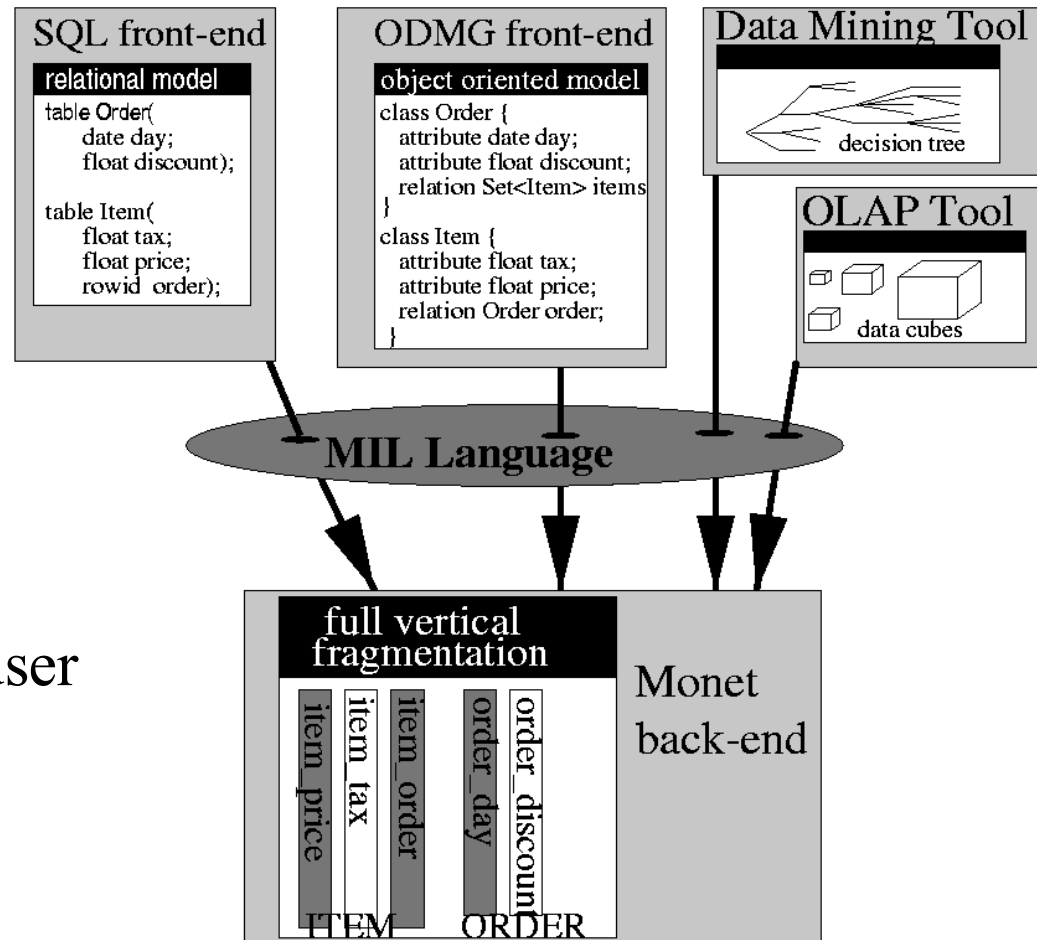 SQL front-end
relational model
table Order(
date day;
float discount);
table Item(
float tax;
float price;
rowid order);
ODMG front-end
object oriented model
class Order {
attribute date day;
attribute float discount;
relation Set<Item> items
}
class Item {
attribute float tax;
attribute float price;
relation Order order;
}
Data Mining Tool
decision tree
OLAP Tool
data cubes
MIL Language
full vertical
fragmentation
item_price
item_tax
item_order
order_day
order_discount
ITEM
ORDER
Monet
back-end